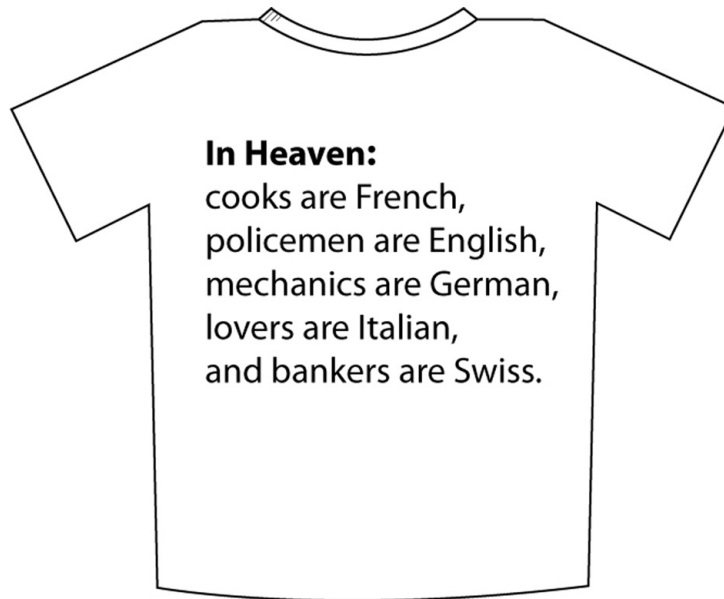 In Heaven:
cooks are French,
policemen are English,
mechanics are German,
lovers are Italian,
and bankers are Swiss.